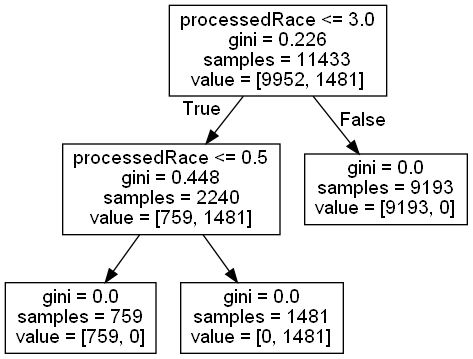 processedRace <= 3.0
gini = 0.226
samples = 11433
value = [9952, 1481]
True
False
processedRace <= 0.5
gini = 0.448
samples = 2240
value = [759, 1481]
gini = 0.0
samples = 9193
value = [9193, 0]
gini = 0.0
samples = 759
value = [759, 0]
gini = 0.0
samples = 1481
value = [0, 1481]